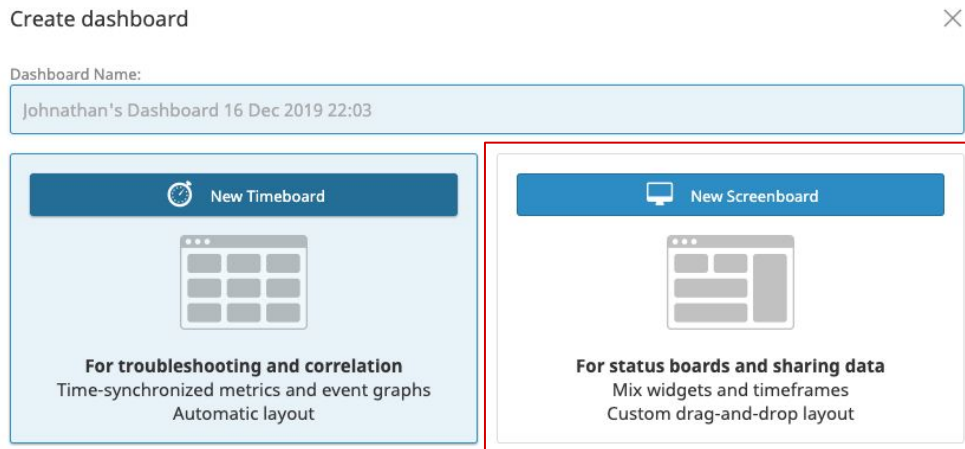 Create dashboard
Dashboard Name:
Johnathan's Dashboard 16 Dec 2019 22:03
New Timeboard
For troubleshooting and correlation
Time-synchronized metrics and event graphs
Automatic layout
New Screenboard
For status boards and sharing data
Mix widgets and timeframes
Custom drag-and-drop layout